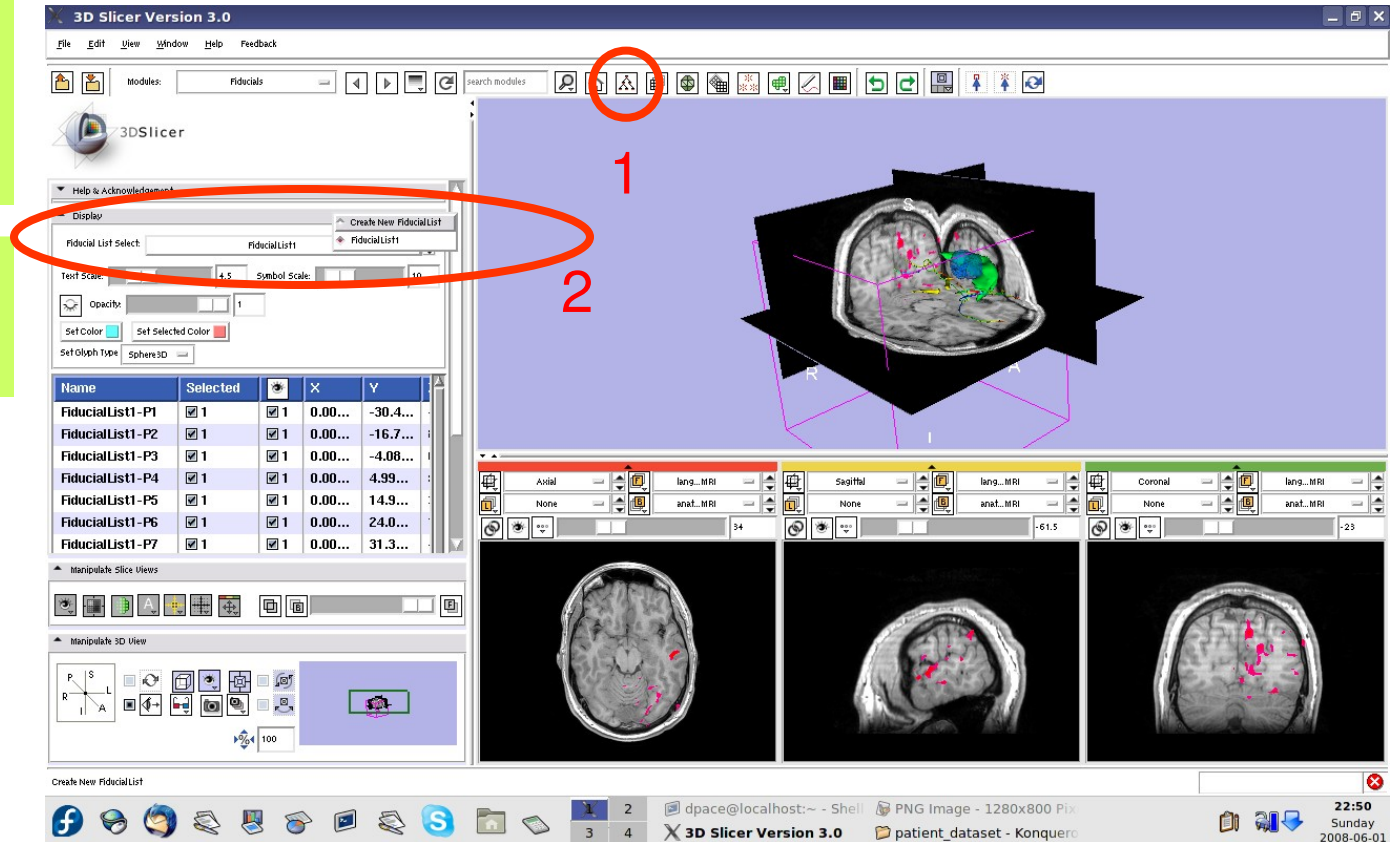 3D Slicer Version 3.0
File Edit View Window Help Feedback
Modules: Fiducials search modules
3DSlicer
1
Help & Acknowledgement
Display
Create New FiducialList
Fiducial List Select: FiducialList1
FiducialList1
Text Scale: 4.5 Symbol Scale: 10
2
Opacity: 1
Set Color Set Selected Color
Set Glyph Type Sphere3D
Name Selected X Y
FiducialList1-P1 1 1 0.00... -30.4...
FiducialList1-P2 1 1 0.00... -16.7...
FiducialList1-P3 1 1 0.00... -4.08...
FiducialList1-P4 1 1 0.00... 4.99...
FiducialList1-P5 1 1 0.00... 14.9...
FiducialList1-P6 1 1 0.00... 24.0...
FiducialList1-P7 1 1 0.00... 31.3...
S
R A
I
Axial lang...MRI
None anat...MRI
34
Sagittal lang...MRI
None anat...MRI
-61.5
Coronal lang...MRI
None anat...MRI
-23
Manipulate Slice Views
Manipulate 3D View
P S
R L
I A
% 100
Create New FiducialList
1 2
3 4
dpace@localhost:~ - Shell
PNG Image - 1280x800 Pix
3D Slicer Version 3.0
patient_dataset - Konquero
22:50
Sunday
2008-06-01